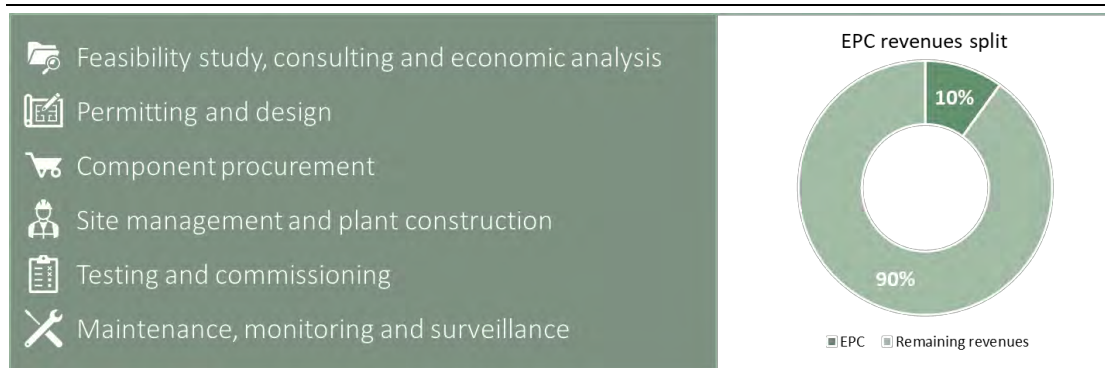 Feasibility study, consulting and economic analysis
Permitting and design
Component procurement
Site management and plant construction
Testing and commissioning
Maintenance, monitoring and surveillance
EPC revenues split
10%
90%
EPC Remaining revenues